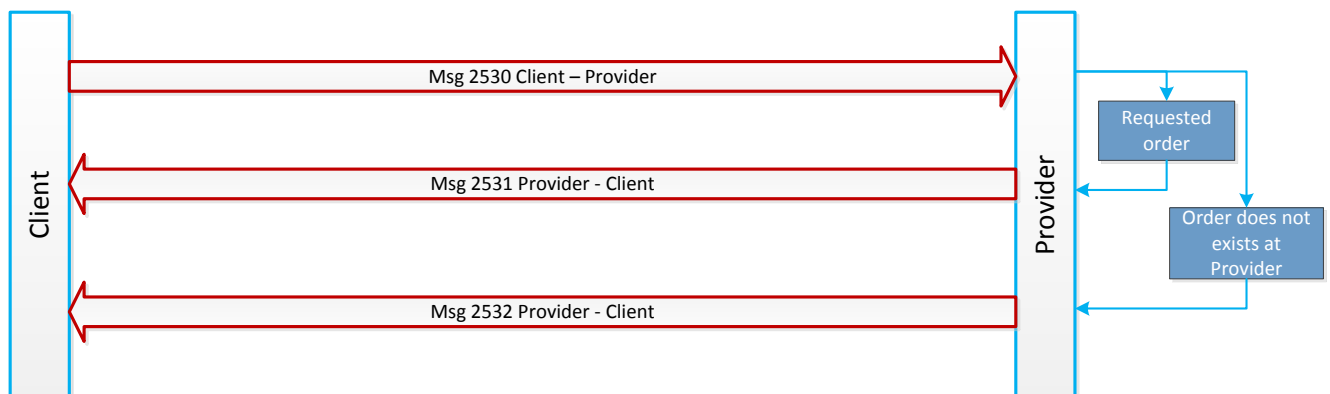 Client
Msg 2530 Client – Provider
Msg 2531 Provider - Client
Msg 2532 Provider - Client
Provider
Requested
order
Order does not
exists at
Provider